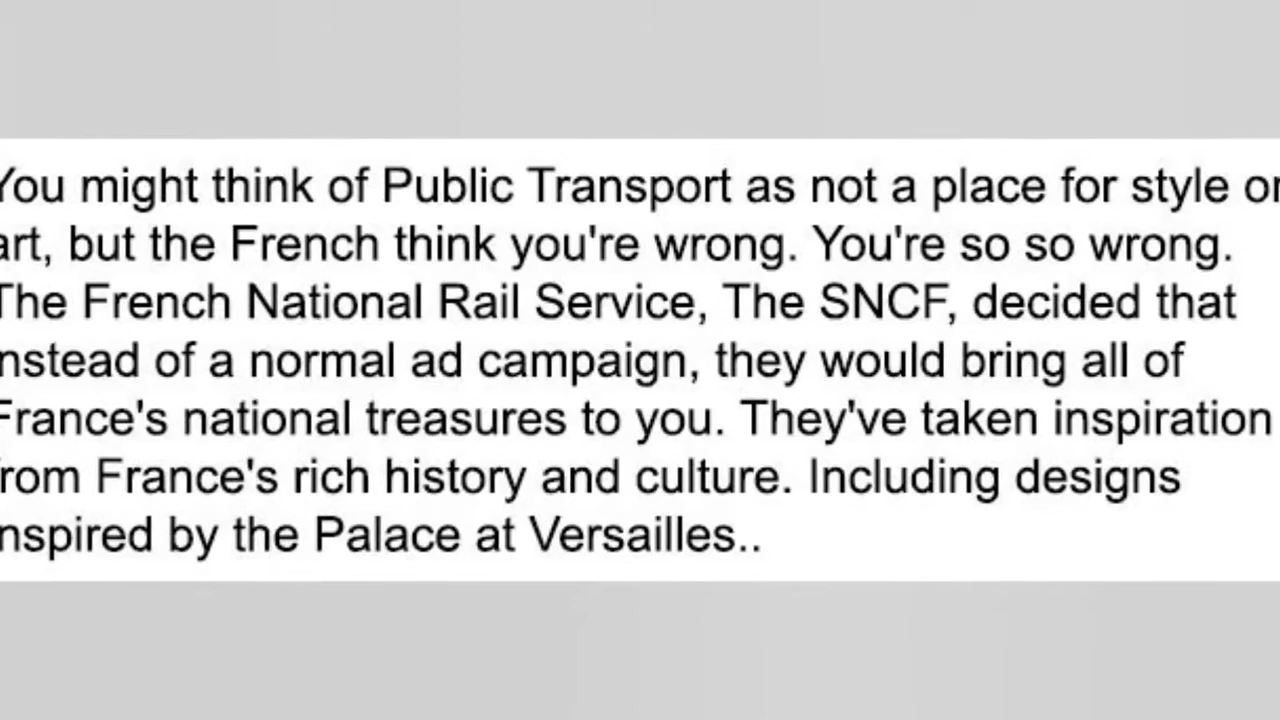 You might think of Public Transport as not a place for style or
art, but the French think you're wrong. You're so so wrong.
The French National Rail Service, The SNCF, decided that
instead of a normal ad campaign, they would bring all of
France's national treasures to you. They've taken inspiration
from France's rich history and culture. Including designs
inspired by the Palace at Versailles..